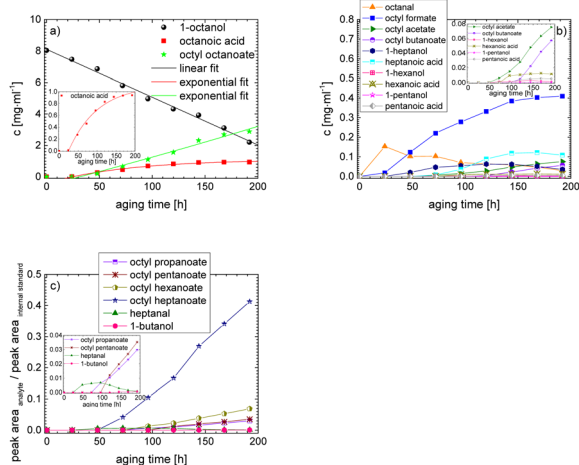 a)
1-octanol
octanoic acid
octyl octanoate
linear fit
exponential fit
exponential fit
c [mg·ml⁻¹]
10
8
6
4
2
0
0 50 100 150 200
aging time [h]
octanoic acid
1.0
0.8
0.6
0.4
0.2
0.0
0 50 100 150 200
aging time [h]
b)
octanal
octyl formate
octyl acetate
octyl butanoate
1-heptanol
heptanoic acid
1-hexanol
hexanoic acid
1-pentanol
pentanoic acid
c [mg·ml⁻¹]
0.8
0.6
0.4
0.2
0.0
0 50 100 150 200
aging time [h]
octyl acetate
octyl butanoate
1-hexanol
hexanoic acid
1-pentanol
pentanoic acid
0.08
0.06
0.04
0.02
0.00
0 50 100 150 200
aging time [h]
c)
octyl propanoate
octyl pentanoate
octyl hexanoate
octyl heptanoate
heptanal
1-butanol
peak area analyte / peak area internal standard
0.5
0.4
0.3
0.2
0.1
0.0
0 50 100 150 200
aging time [h]
octyl propanoate
octyl pentanoate
heptanal
1-butanol
0.04
0.03
0.02
0.01
0.00
0 50 100 150 200
aging time [h]